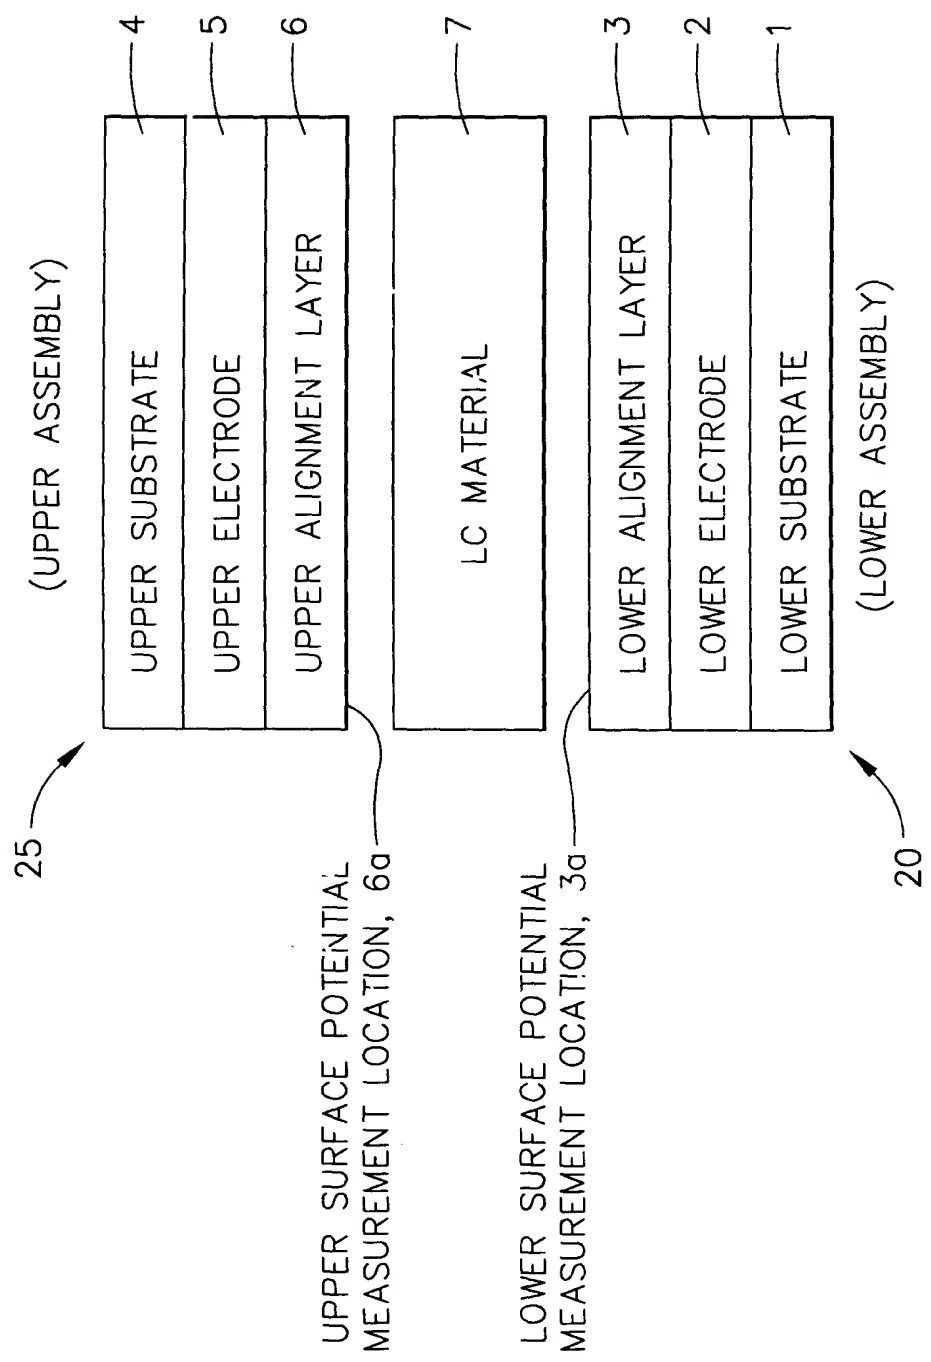 25
(UPPER ASSEMBLY)
UPPER SUBSTRATE
4
UPPER ELECTRODE
5
UPPER ALIGNMENT LAYER
6
UPPER SURFACE POTENTIAL
MEASUREMENT LOCATION, 6a
LC MATERIAL
7
LOWER SURFACE POTENTIAL
MEASUREMENT LOCATION, 3a
LOWER ALIGNMENT LAYER
3
LOWER ELECTRODE
2
LOWER SUBSTRATE
1
(LOWER ASSEMBLY)
20